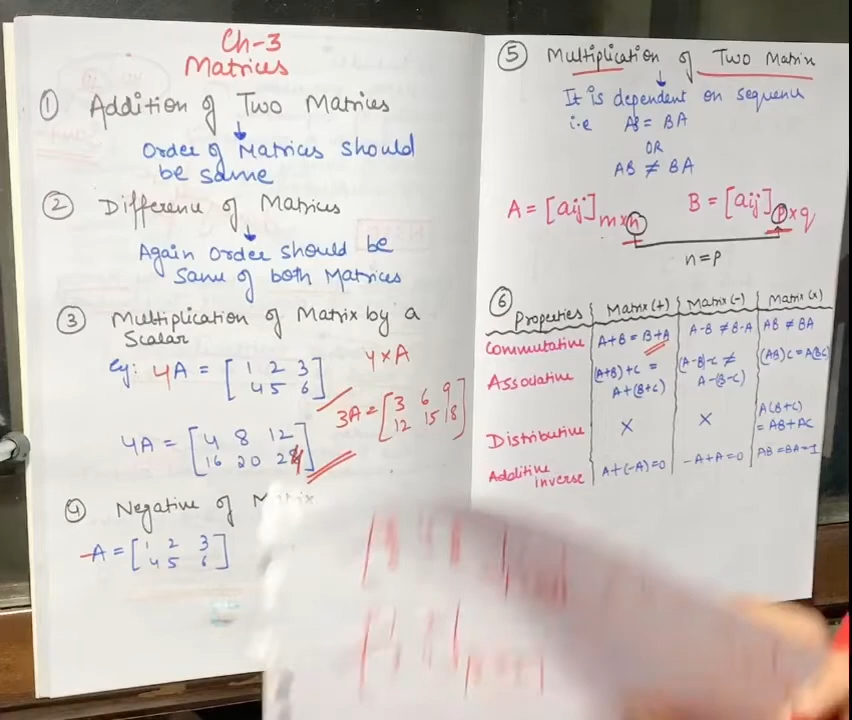 Ch-3
Matrices
① Addition of Two Matrices
↓
Order of Matrices should
be same
② Difference of Matrices
↓
Again Order should be
same of both Matrices
③ Multiplication of Matrix by a
Scalar
eg: 4A = [1 2 3
4 5 6]
4×A
3A = [3 6 9
12 15 18]
4A = [4 8 12
16 20 24]
④ Negative of Matrix
-A = [1 2 3
4 5 6]
⑤ Multiplication of Two Matrix
↓
It is dependent on sequence
i.e AB = BA
OR
AB ≠ BA
A = [aij] m×n B = [aij] p×q
n=p
⑥ Properties Matrix(+) Matrix(-) Matrix(x)
Commutative A+B = B+A A-B ≠ B-A AB ≠ BA
Associative (A+B)+C = A+(B+C) (A-B)-C ≠ A-(B-C) (AB)C = A(BC)
Distributive × × A(B+C) = AB+AC
Additive inverse A+(-A)=0 -A+A=0 AB=BA=1